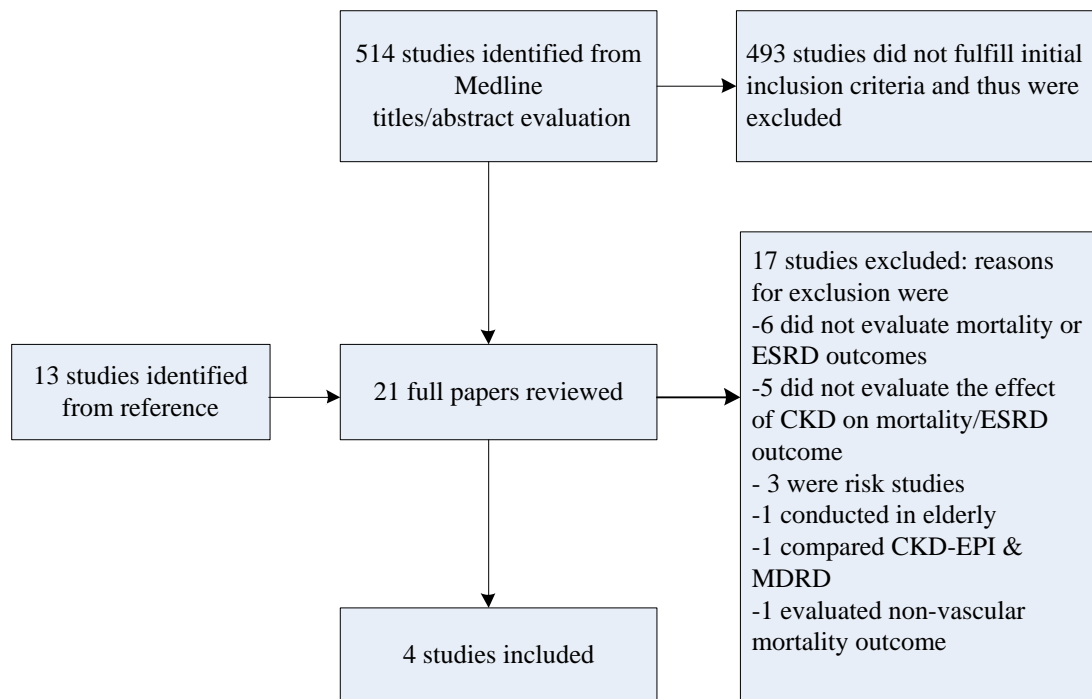 514 studies identified from
Medline
titles/abstract evaluation
493 studies did not fulfill initial
inclusion criteria and thus were
excluded
13 studies identified
from reference
21 full papers reviewed
17 studies excluded: reasons
for exclusion were
-6 did not evaluate mortality or
ESRD outcomes
-5 did not evaluate the effect
of CKD on mortality/ESRD
outcome
- 3 were risk studies
-1 conducted in elderly
-1 compared CKD-EPI &
MDRD
-1 evaluated non-vascular
mortality outcome
4 studies included